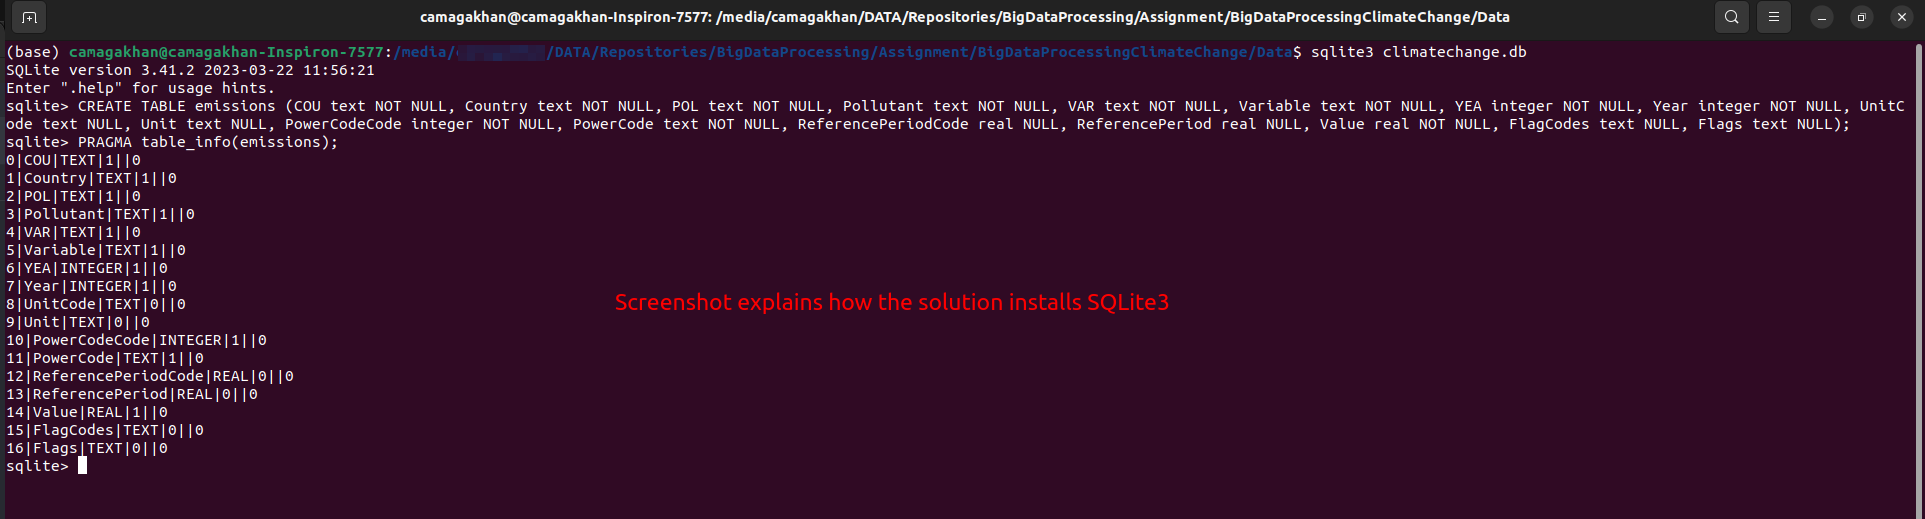 camagakhan@camagakhan-Inspiron-7577: /media/camagakhan/DATA/Repositories/BigDataProcessing/Assignment/BigDataProcessingClimateChange/Data
(base) camagakhan@camagakhan-Inspiron-7577:/media/ /DATA/Repositories/BigDataProcessing/Assignment/BigDataProcessingClimateChange/Data$ sqlite3 climatechange.db
SQLite version 3.41.2 2023-03-22 11:56:21
Enter ".help" for usage hints.
sqlite> CREATE TABLE emissions (COU text NOT NULL, Country text NOT NULL, POL text NOT NULL, Pollutant text NOT NULL, VAR text NOT NULL, Variable text NOT NULL, YEA integer NOT NULL, Year integer NOT NULL, UnitC
ode text NULL, Unit text NULL, PowerCodeCode integer NOT NULL, PowerCode text NOT NULL, ReferencePeriodCode real NULL, ReferencePeriod real NULL, Value real NOT NULL, FlagCodes text NULL, Flags text NULL);
sqlite> PRAGMA table_info(emissions);
0|COU|TEXT|1||0
1|Country|TEXT|1||0
2|POL|TEXT|1||0
3|Pollutant|TEXT|1||0
4|VAR|TEXT|1||0
5|Variable|TEXT|1||0
6|YEA|INTEGER|1||0
7|Year|INTEGER|1||0
8|UnitCode|TEXT|0||0
Screenshot explains how the solution installs SQLite3
9|Unit|TEXT|0||0
10|PowerCodeCode|INTEGER|1||0
11|PowerCode|TEXT|1||0
12|ReferencePeriodCode|REAL|0||0
13|ReferencePeriod|REAL|0||0
14|Value|REAL|1||0
15|FlagCodes|TEXT|0||0
16|Flags|TEXT|0||0
sqlite>